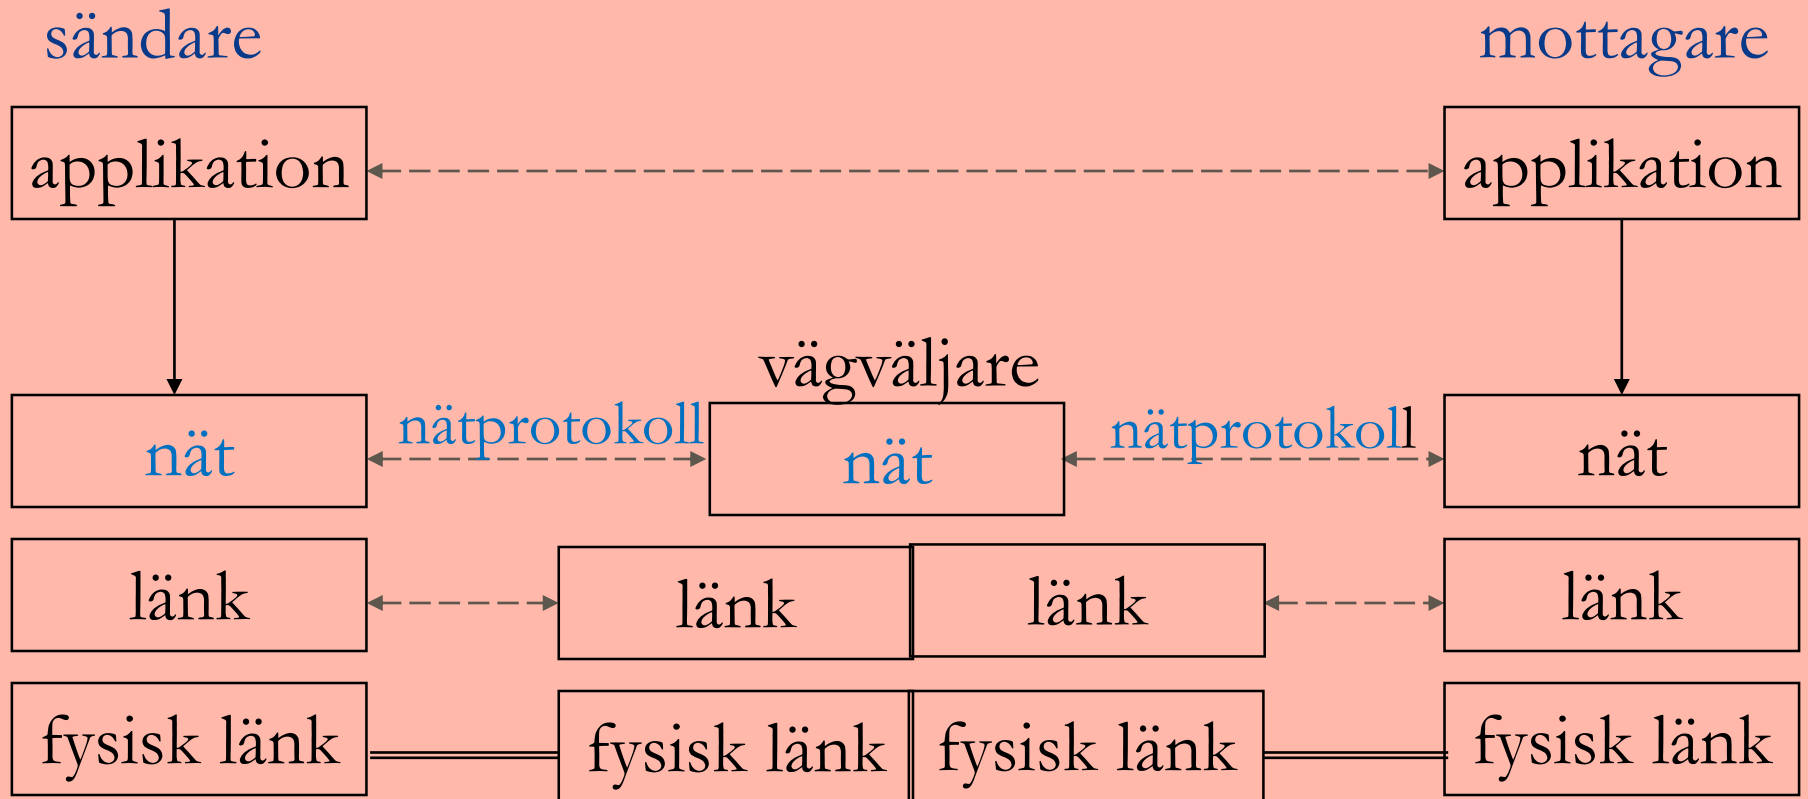 sändare
mottagare
applikation
applikation
vägväljare
nät
nätprotokoll
nät
nätprotokoll
nät
länk
länk
länk
länk
fysisk länk
fysisk länk
fysisk länk
fysisk länk